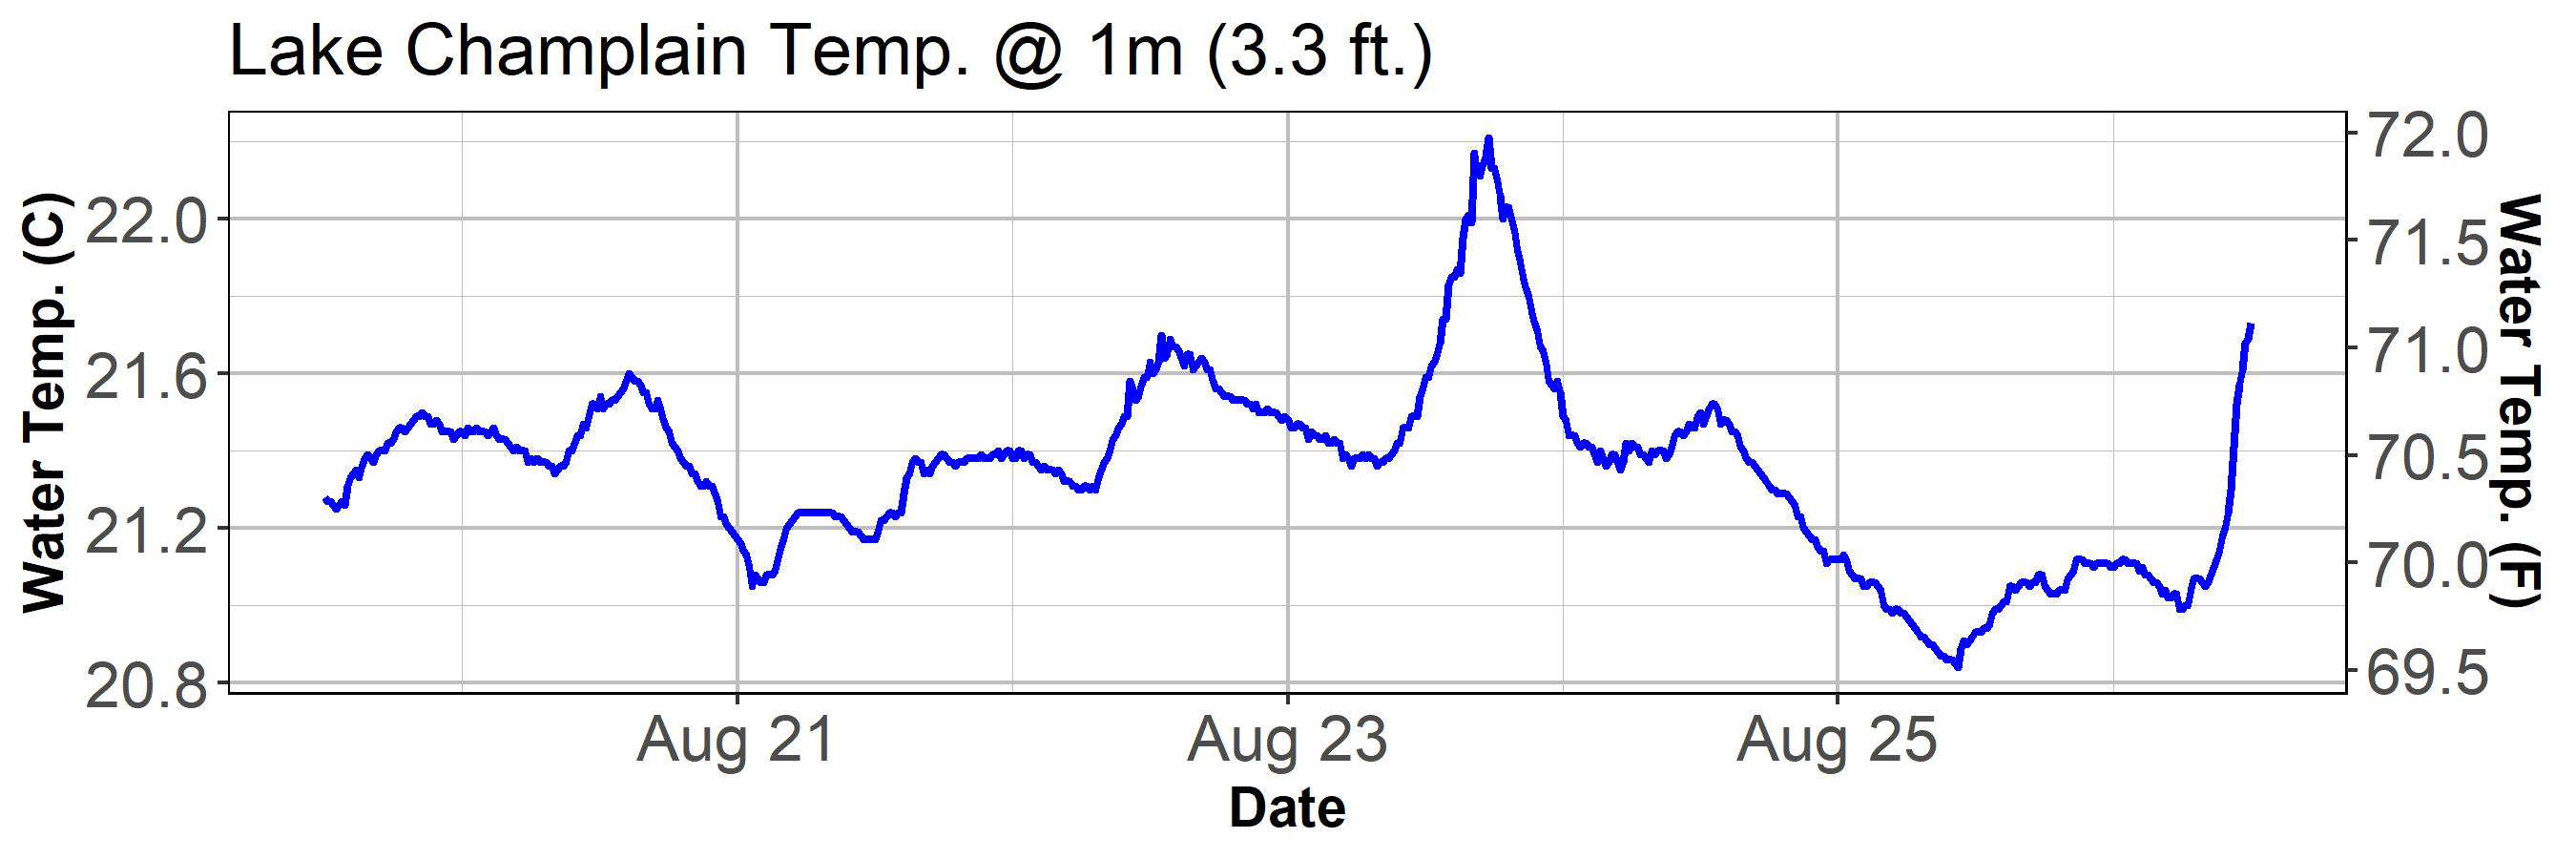 Lake Champlain Temp. @ 1m (3.3 ft.)
Water Temp. (C)
22.0
21.6
21.2
20.8
72.0
71.5
71.0
70.5
70.0
69.5
Water Temp. (F)
Aug 21
Aug 23
Aug 25
Date